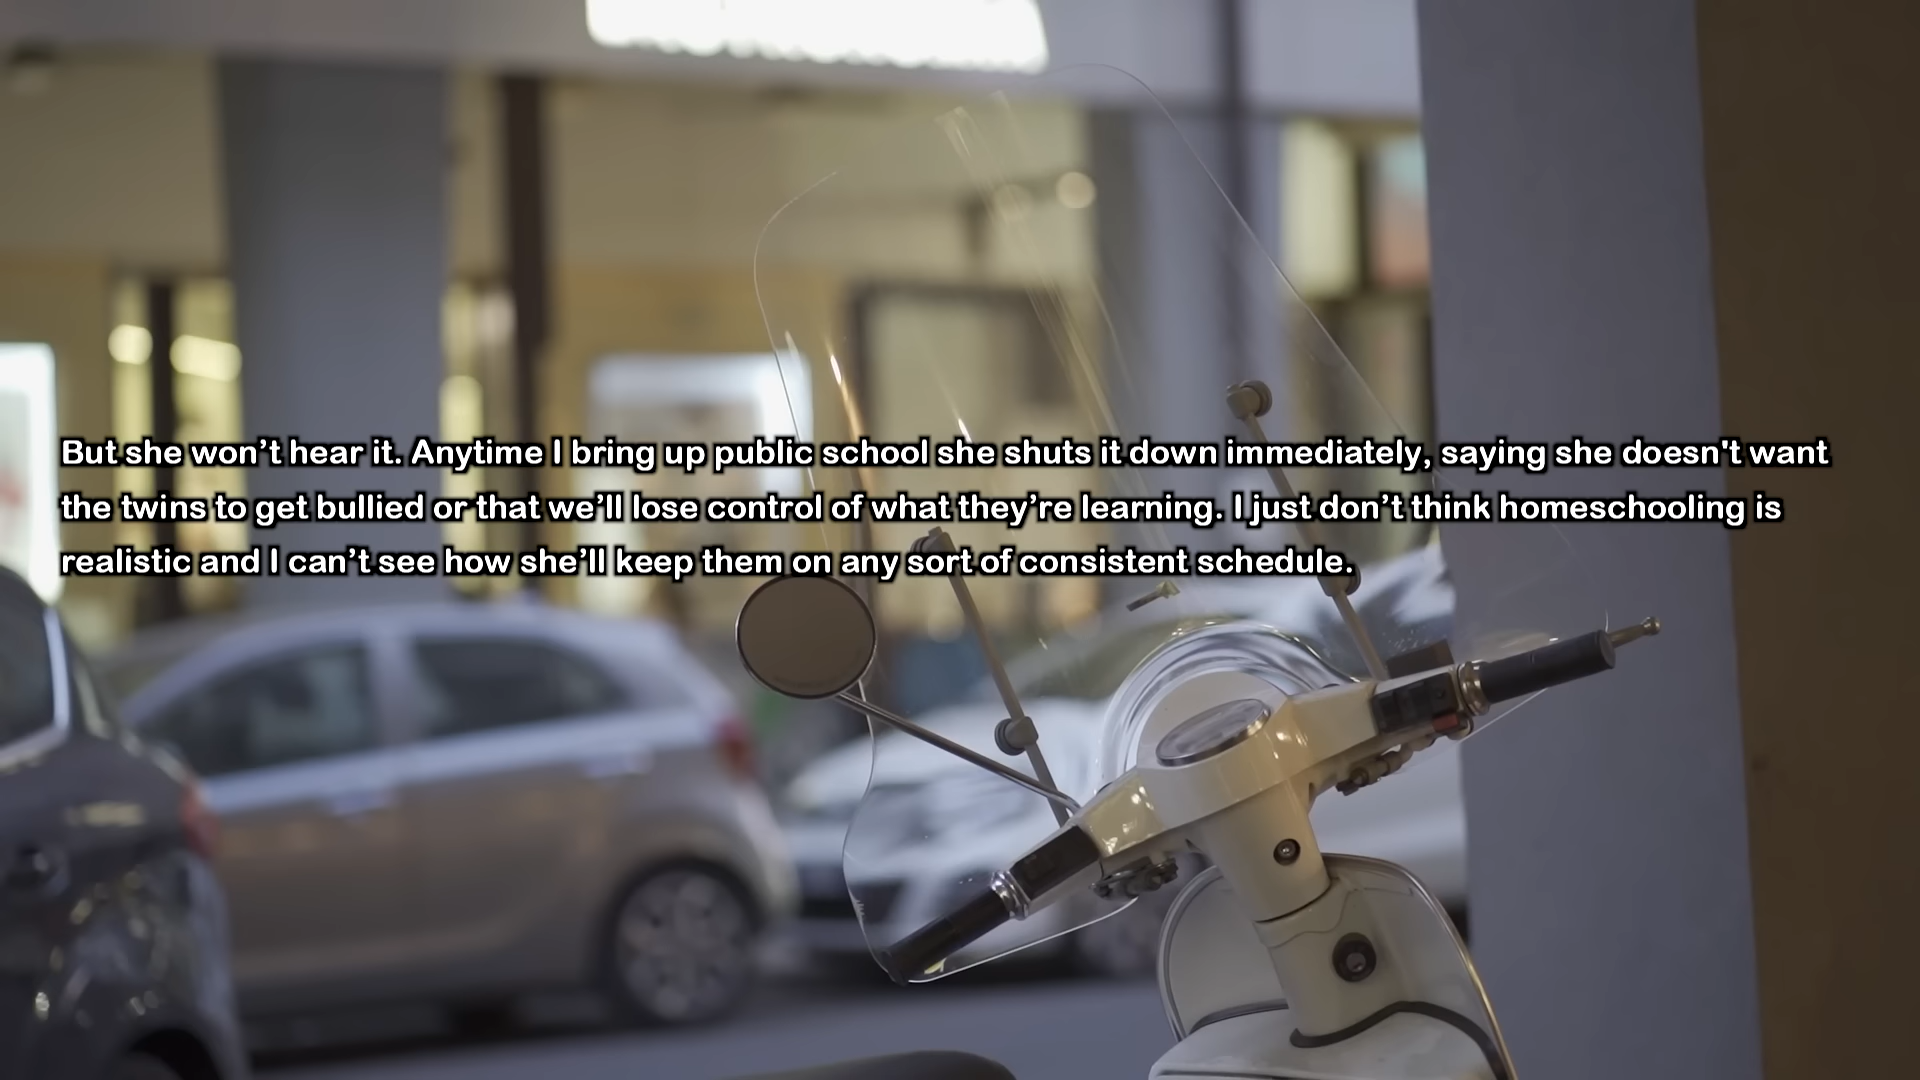 But she won’t hear it. Anytime I bring up public school she shuts it down immediately, saying she doesn't want
the twins to get bullied or that we’ll lose control of what they’re learning. I just don’t think homeschooling is
realistic and I can’t see how she’ll keep them on any sort of consistent schedule.